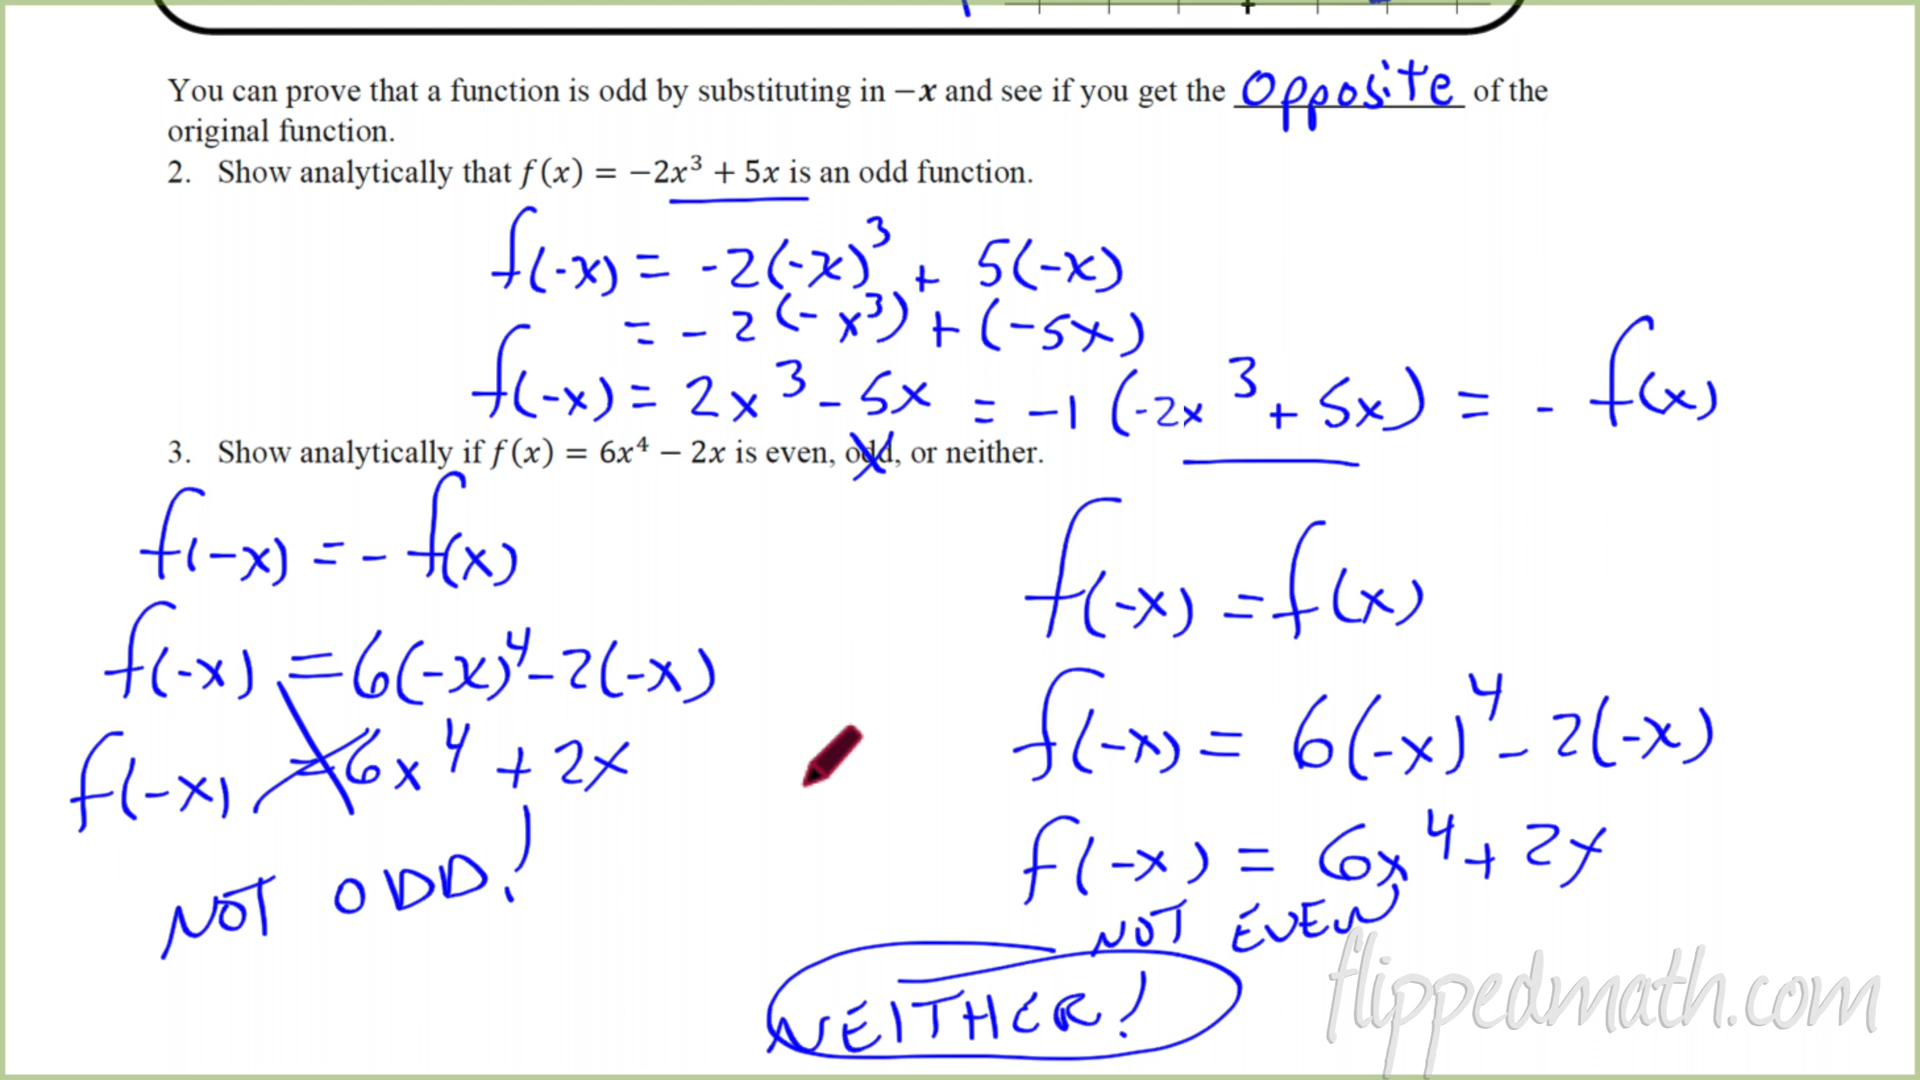 You can prove that a function is odd by substituting in −x and see if you get the opposite of the
original function.
2. Show analytically that f(x) = −2x³ + 5x is an odd function.
f(-x) = -2(-x)³ + 5(-x)
= -2(-x³) + (-5x)
f(-x) = 2x³ - 5x = -1(-2x³ + 5x) = - f(x)
3. Show analytically if f(x) = 6x⁴ − 2x is even, odd, or neither.
f(-x) = - f(x)
f(-x) = 6(-x)⁴ - 2(-x)
f(-x) = 6x⁴ + 2x
NOT ODD!
f(-x) = f(x)
f(-x) = 6(-x)⁴ - 2(-x)
f(-x) = 6x⁴ + 2x
NOT EVEN
NEITHER!
flippedmath.com